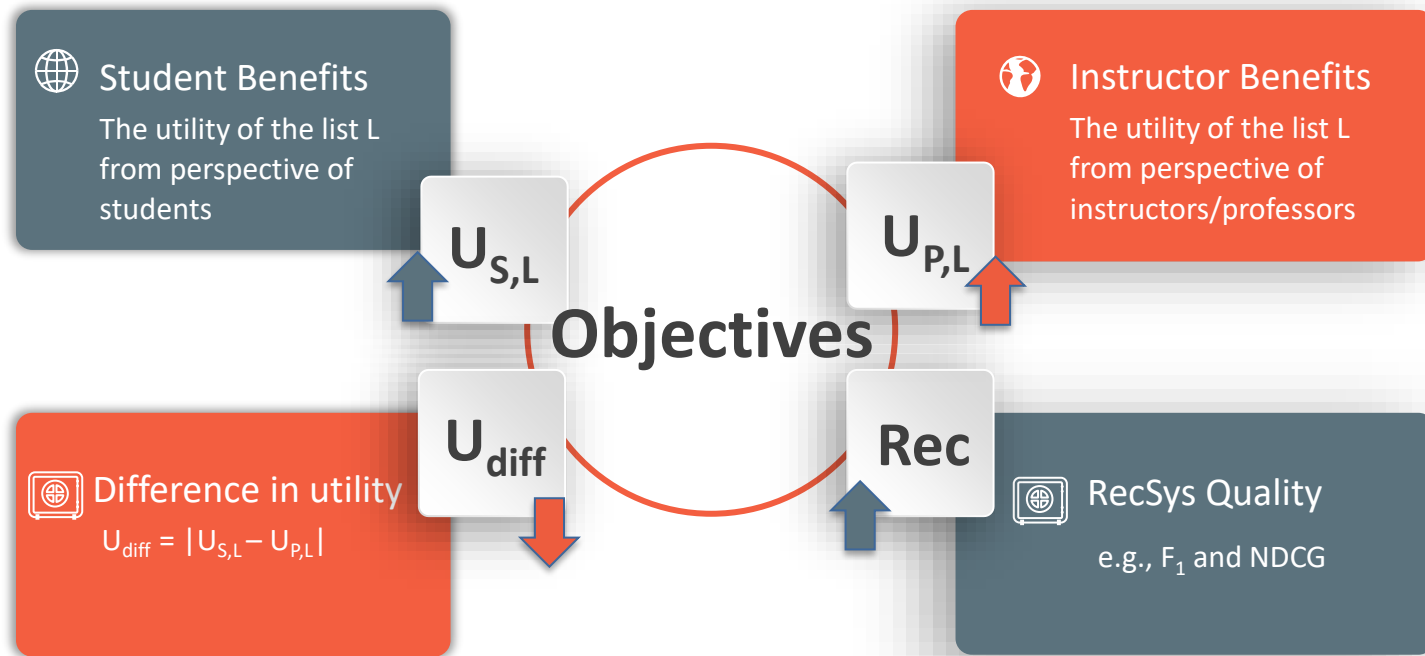 Student Benefits
The utility of the list L
from perspective of
students
Instructor Benefits
The utility of the list L
from perspective of
instructors/professors
U_S,L
U_P,L
Objectives
U_diff
Rec
Difference in utility
U_diff = |U_S,L – U_P,L|
RecSys Quality
e.g., F_1 and NDCG